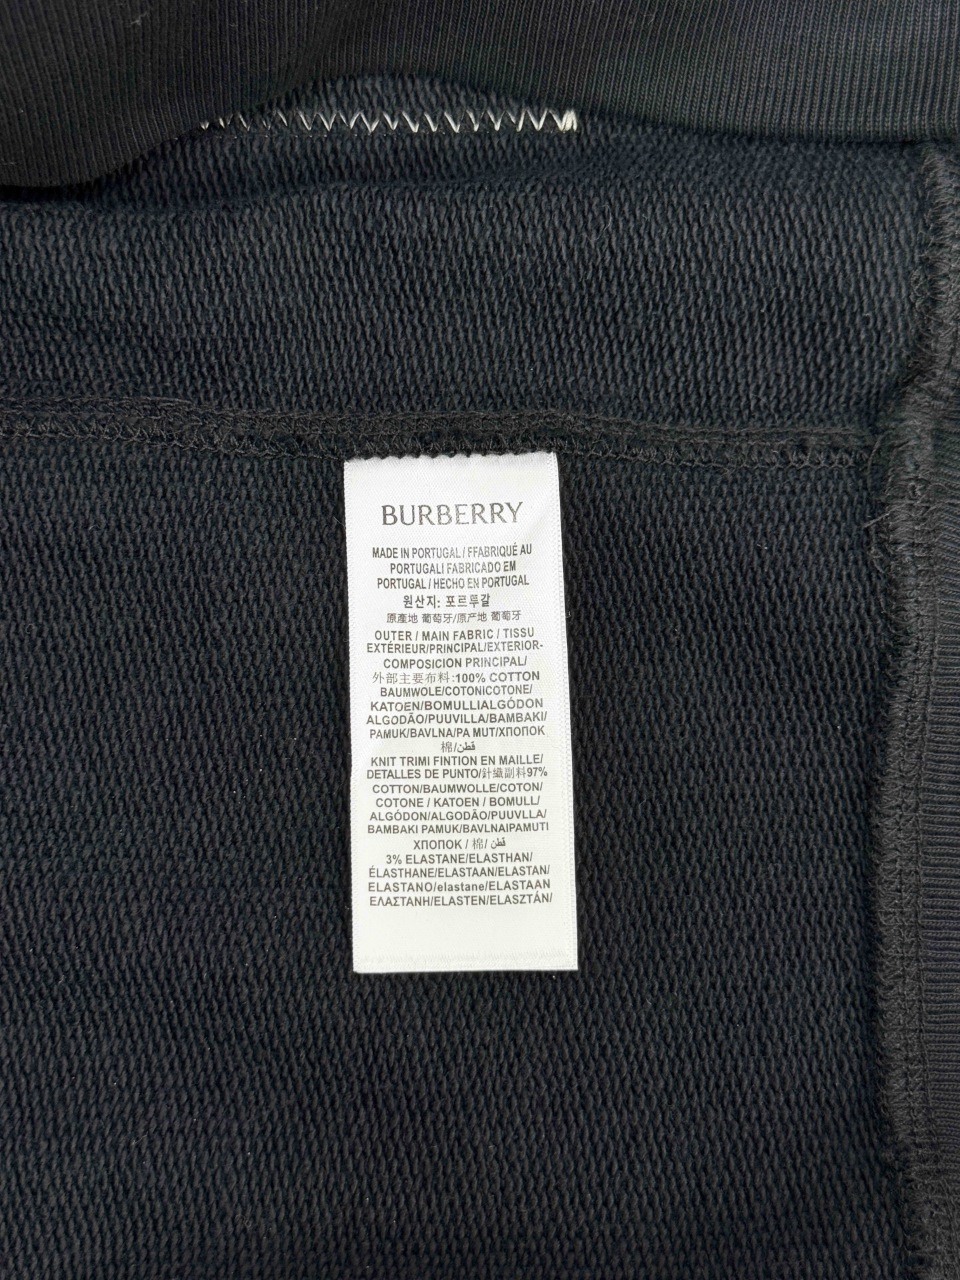 BURBERRY
MADE IN PORTUGAL / FFABRIQUÉ AU
PORTUGALI FABRICADO EM
PORTUGAL / HECHO EN PORTUGAL
원산지: 포르루갈
原產地 葡萄牙/原产地 葡萄牙
OUTER / MAIN FABRIC / TISSU
EXTÉRIEUR/PRINCIPAL/EXTERIOR-
COMPOSICION PRINCIPAL/
外部主要布料:100% COTTON
BAUMWOLE/COTONICOTONE/
KATOEN/BOMULLIALGÓDON
ALGODÃO/PUUVILLA/BAMBAKI/
PAMUK/BAVLNA/PA MUT/ХПОПОК
棉/قطن
KNIT TRIMI FINTION EN MAILLE/
DETALLES DE PUNTO/針織副料97%
COTTON/BAUMWOLLE/COTON/
COTONE / KATOEN / BOMULL/
ALGÓDON/ALGODÃO/PUUVLLA/
BAMBAKI PAMUK/BAVLNAIPAMUTI
ХПОПОК / 棉/ قطن
3% ELASTANE/ELASTHAN/
ÉLASTHANE/ELASTAAN/ELASTAN/
ELASTANO/elastane/ELASTAAN
ΕΛΑΣΤΑΝΗ/ELASTEN/ELASZTÁN/